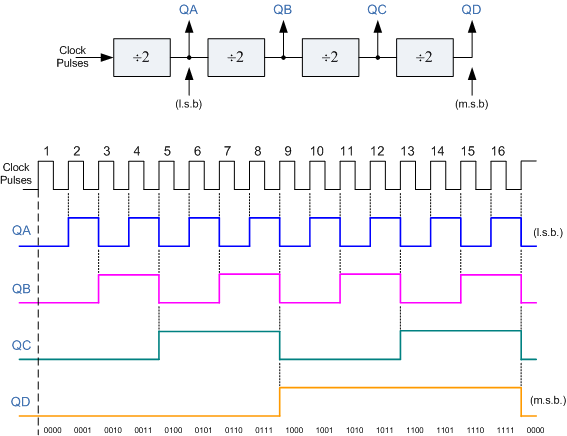 QA QB QC QD
Clock
Pulses
÷2 ÷2 ÷2 ÷2
(l.s.b) (m.s.b)
1 2 3 4 5 6 7 8 9 10 11 12 13 14 15 16
Clock
Pulses
QA (l.s.b.)
QB
QC
QD (m.s.b.)
0000 0001 0010 0011 0100 0101 0110 0111 1000 1001 1010 1011 1100 1101 1110 1111 0000